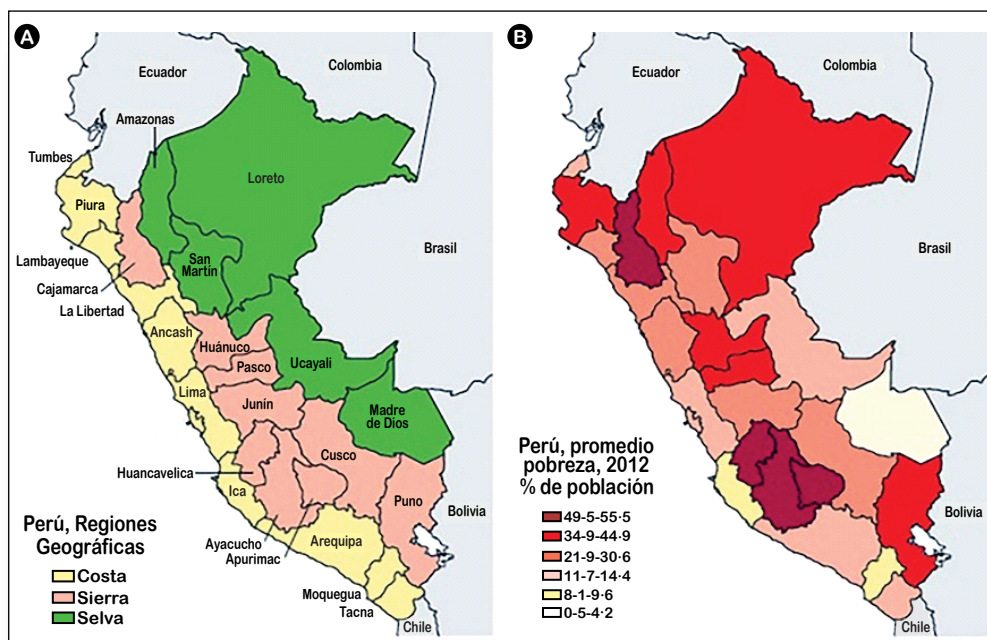 A
Ecuador
Colombia
Amazonas
Tumbes
Loreto
Piura
Brasil
San
Martín
Lambayeque
Cajamarca
La Libertad
Ancash
Huánuco
Ucayali
Pasco
Lima
Junín
Madre
de Dios
Cusco
Huancavelica
Ica
Puno
Bolivia
Ayacucho
Arequipa
Apurimac
Moquegua
Tacna
Chile
Perú, Regiones
Geográficas
Costa
Sierra
Selva
B
Ecuador
Colombia
Brasil
Bolivia
Chile
Perú, promedio
pobreza, 2012
% de población
49-5-55·5
34-9-44·9
21-9-30·6
11-7-14·4
8-1-9·6
0-5-4·2